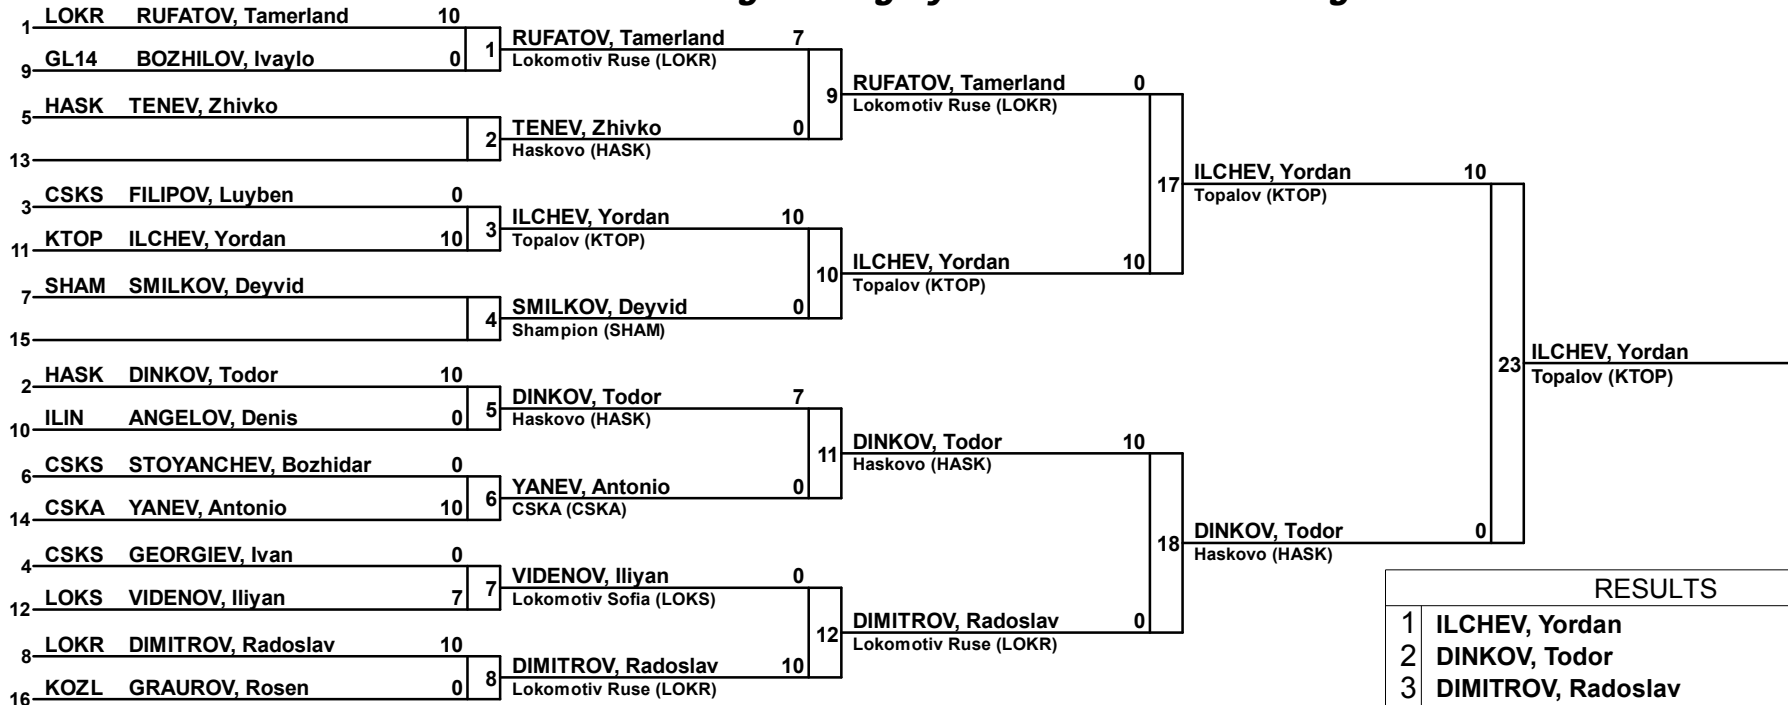 1 LOKR RUFATOV, Tamerland 10
9 GL14 BOZHILOV, Ivaylo 0
1 RUFATOV, Tamerland 7
Lokomotiv Ruse (LOKR)
5 HASK TENEV, Zhivko
13
2 TENEV, Zhivko 0
Haskovo (HASK)
9 RUFATOV, Tamerland 0
Lokomotiv Ruse (LOKR)
3 CSKS FILIPOV, Luyben 0
11 KTOP ILCHEV, Yordan 10
3 ILCHEV, Yordan 10
Topalov (KTOP)
7 SHAM SMILKOV, Deyvid
15
4 SMILKOV, Deyvid 0
Shampion (SHAM)
10 ILCHEV, Yordan 10
Topalov (KTOP)
17 ILCHEV, Yordan 10
Topalov (KTOP)
2 HASK DINKOV, Todor 10
10 ILIN ANGELOV, Denis 0
5 DINKOV, Todor 7
Haskovo (HASK)
6 CSKS STOYANCHEV, Bozhidar 0
14 CSKA YANEV, Antonio 10
6 YANEV, Antonio 0
CSKA (CSKA)
11 DINKOV, Todor 10
Haskovo (HASK)
4 CSKS GEORGIEV, Ivan 0
12 LOKS VIDENOV, Iliyan 7
7 VIDENOV, Iliyan 0
Lokomotiv Sofia (LOKS)
8 LOKR DIMITROV, Radoslav 10
16 KOZL GRAUROV, Rosen 0
8 DIMITROV, Radoslav 10
Lokomotiv Ruse (LOKR)
12 DIMITROV, Radoslav 0
Lokomotiv Ruse (LOKR)
18 DINKOV, Todor 0
Haskovo (HASK)
23 ILCHEV, Yordan
Topalov (KTOP)
RESULTS
1 ILCHEV, Yordan
2 DINKOV, Todor
3 DIMITROV, Radoslav